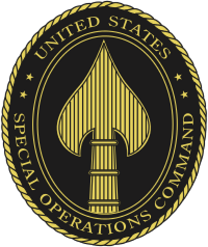 UNITED STATES
SPECIAL OPERATIONS COMMAND